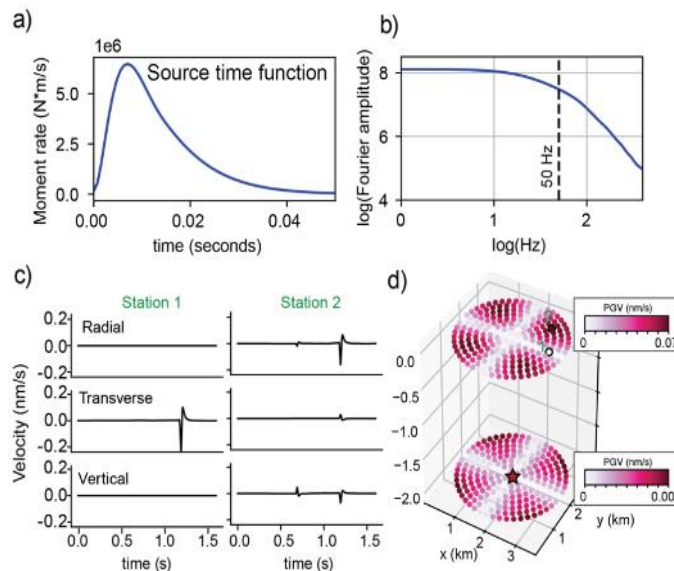 a)
1e6
Source time function
Moment rate (N*m/s)
5.0
2.5
0.0
0.00
0.02
0.04
time (seconds)
b)
log(Fourier amplitude)
8
6
4
50 Hz
0
1
2
log(Hz)
c)
Station 1
Station 2
Velocity (nm/s)
Radial
0.2
0.0
-0.2
Transverse
0.2
0.0
-0.2
Vertical
0.2
0.0
-0.2
0.0 0.5 1.0 1.5
0.0 0.5 1.0 1.5
time (s)
time (s)
d)
PGV (nm/s)
0 0.07
0.0
−0.5
−1.0
−1.5
−2.0
PGV (nm/s)
0 0.00
1
2
3
x (km)
1
2
y (km)